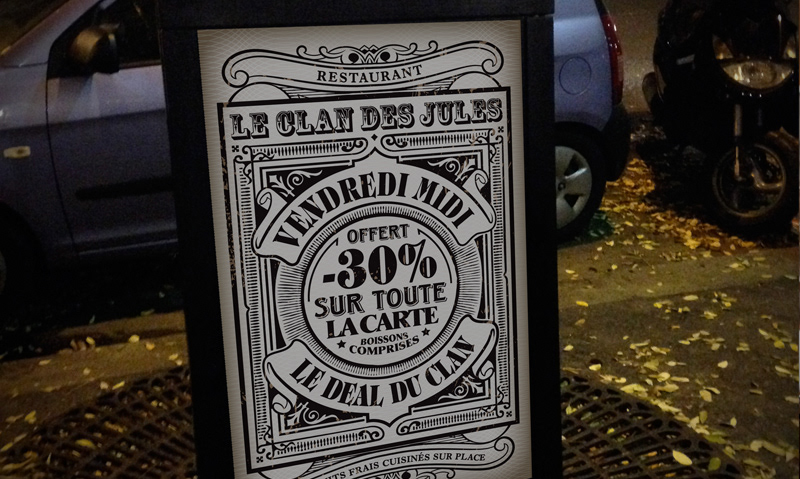 RESTAURANT
LE CLAN DES JULES
VENDREDI MIDI
OFFERT
-30%
SUR TOUTE
LA CARTE
BOISSONS
COMPRISES
LE DEAL DU CLAN
FRAIS CUISINÉS SUR PLACE